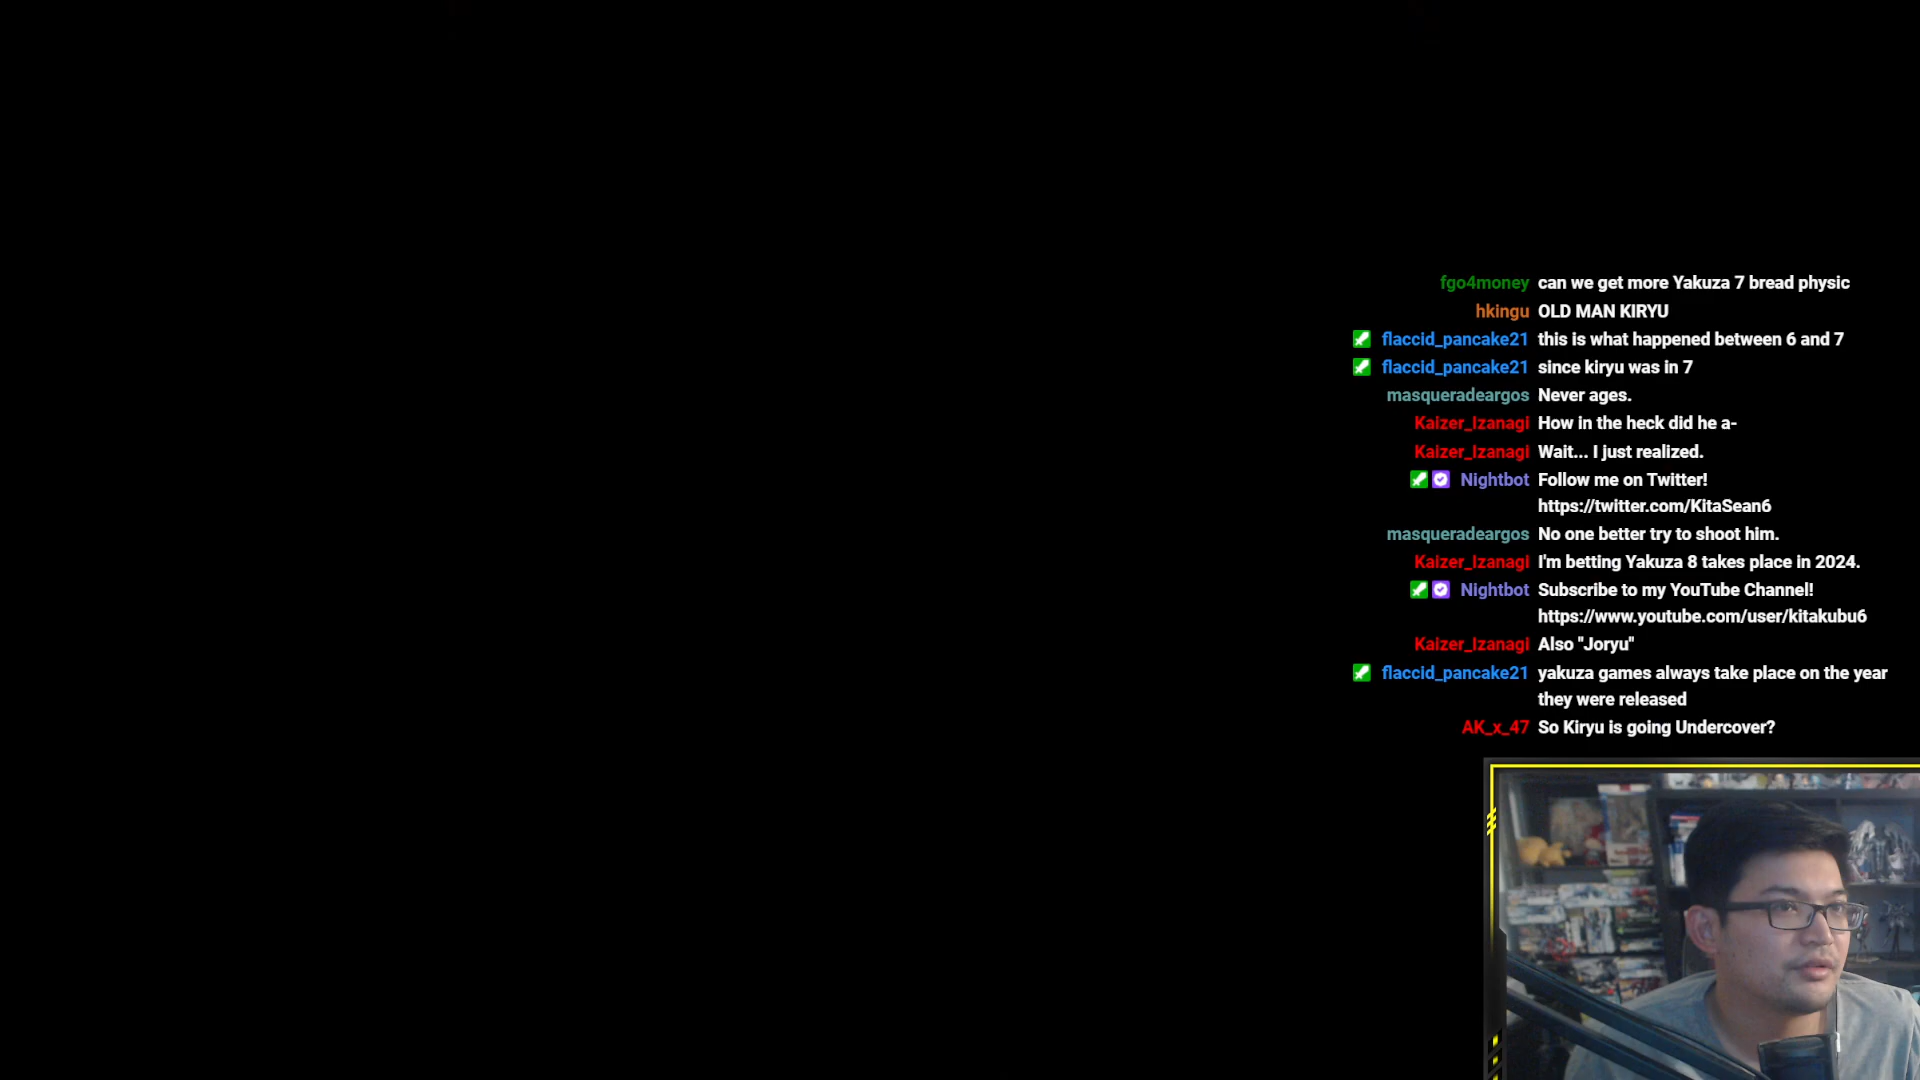 fgo4money can we get more Yakuza 7 bread physic
hkingu OLD MAN KIRYU
flaccid_pancake21 this is what happened between 6 and 7
flaccid_pancake21 since kiryu was in 7
masqueradeargos Never ages.
Kaizer_Izanagi How in the heck did he a-
Kaizer_Izanagi Wait... I just realized.
Nightbot Follow me on Twitter!
https://twitter.com/KitaSean6
masqueradeargos No one better try to shoot him.
Kaizer_Izanagi I'm betting Yakuza 8 takes place in 2024.
Nightbot Subscribe to my YouTube Channel!
https://www.youtube.com/user/kitakubu6
Kaizer_Izanagi Also "Joryu"
flaccid_pancake21 yakuza games always take place on the year
they were released
AK_x_47 So Kiryu is going Undercover?